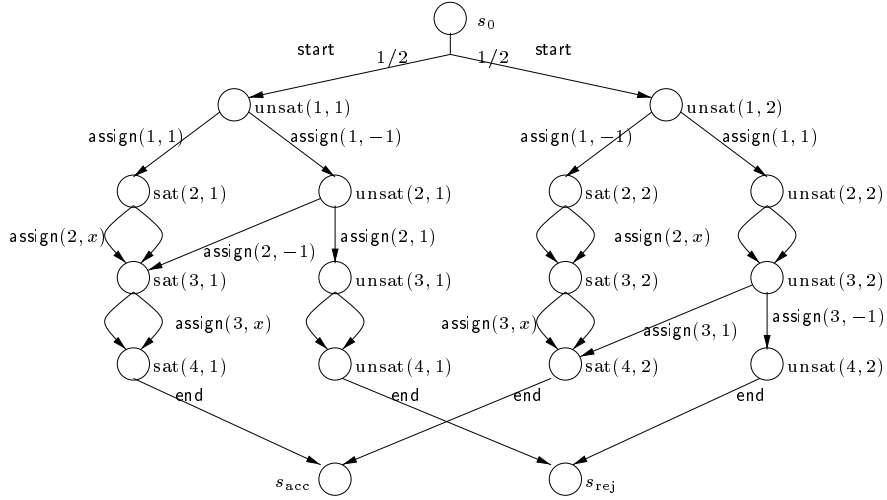 s₀
start 1/2 1/2 start
unsat(1, 1) unsat(1, 2)
assign(1, 1) assign(1, −1) assign(1, −1) assign(1, 1)
sat(2, 1) unsat(2, 1) sat(2, 2) unsat(2, 2)
assign(2, x) assign(2, −1) assign(2, 1) assign(2, x)
sat(3, 1) unsat(3, 1) sat(3, 2) unsat(3, 2)
assign(3, x) assign(3, x) assign(3, 1) assign(3, −1)
sat(4, 1) unsat(4, 1) sat(4, 2) unsat(4, 2)
end end end end
s_acc s_rej